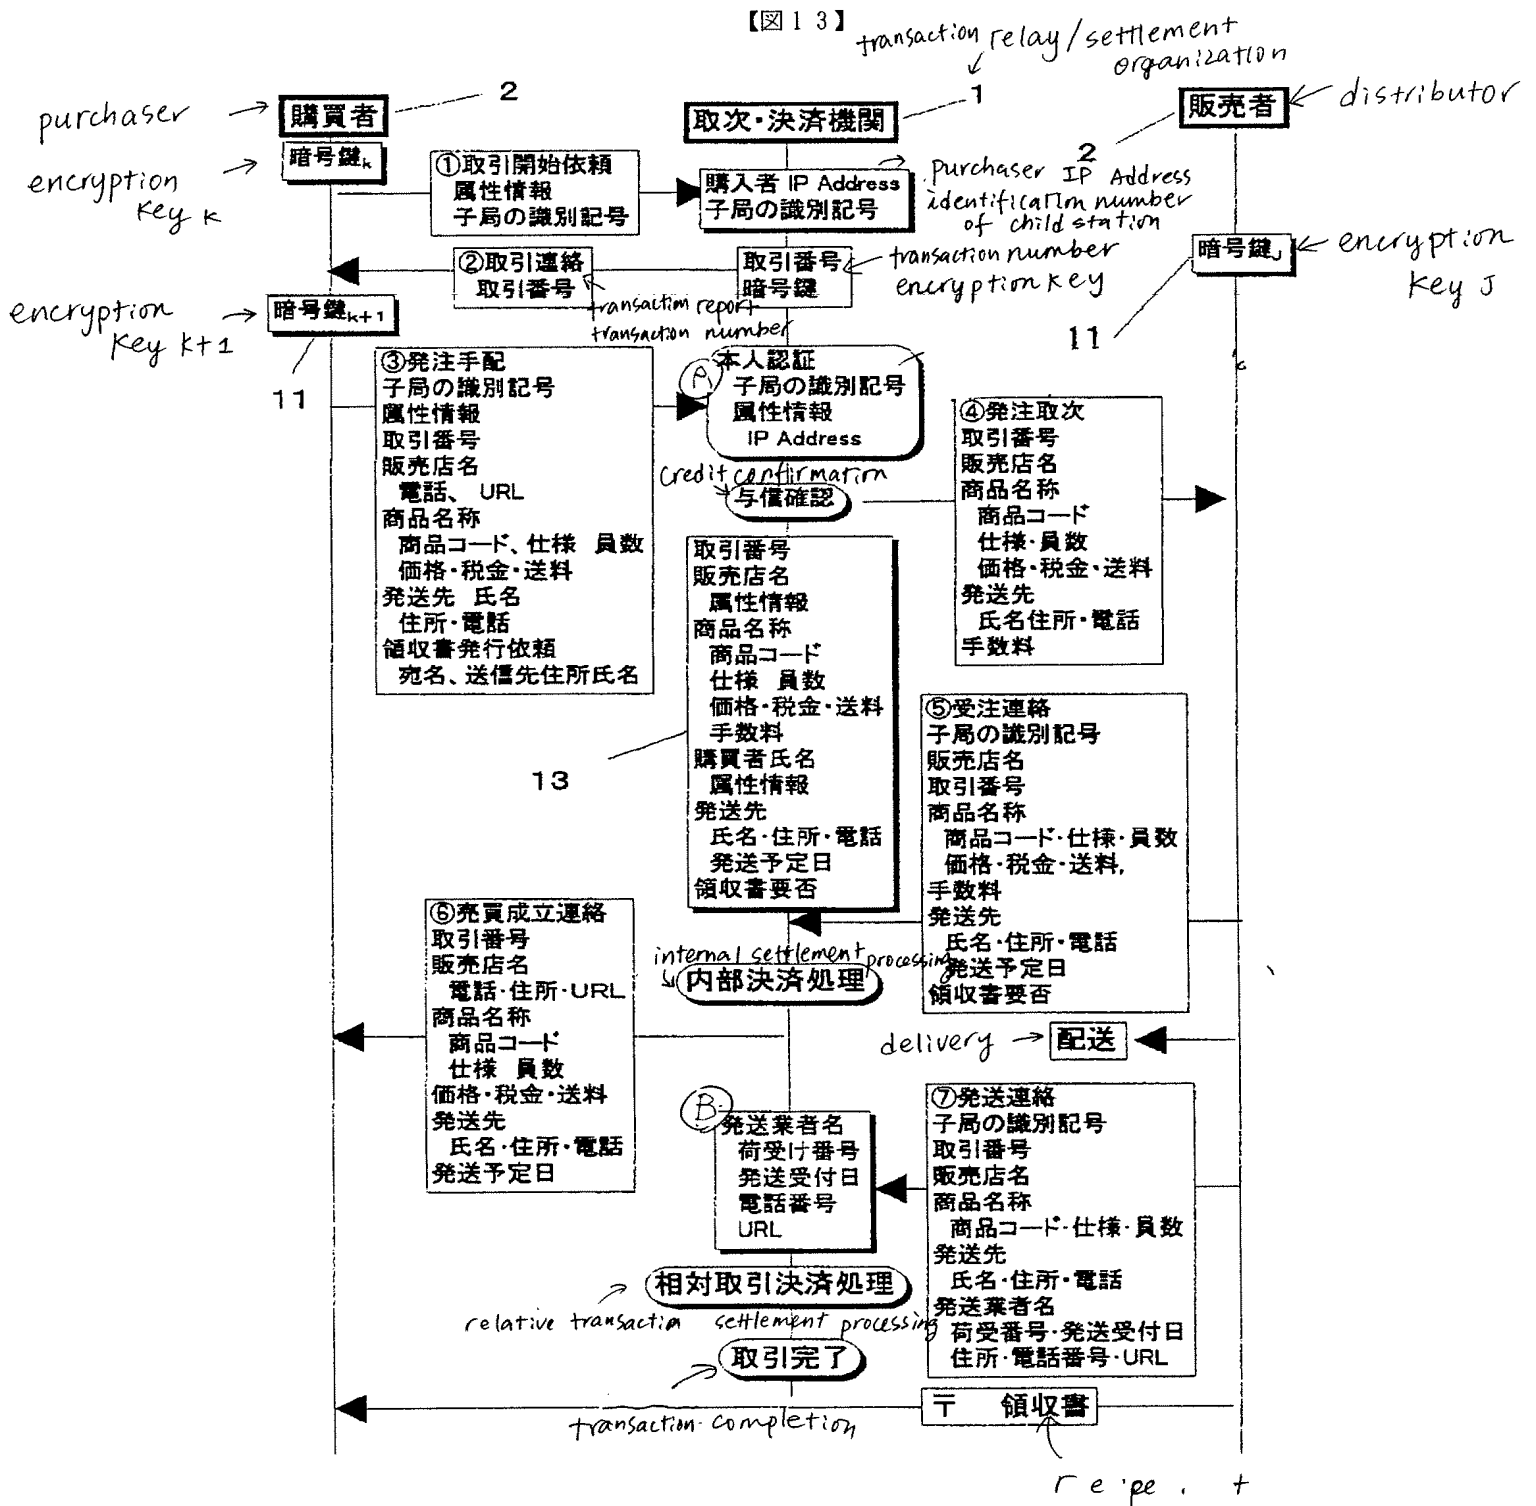 【図13】
transaction relay/settlement
organization
purchaser
購買者
2
取次・決済機関
1
販売者
distributor
2
encryption
key k
暗号鍵k
①取引開始依頼
属性情報
子局の識別記号
購入者 IP Address
子局の識別記号
purchaser IP Address
identification number
of child station
暗号鍵J
encryption
key J
11
②取引連絡
取引番号
transaction report
transaction number
取引番号
暗号鍵
transaction number
encryption key
encryption
key k+1
暗号鍵k+1
11
③発注手配
子局の識別記号
属性情報
取引番号
販売店名
電話、URL
商品名称
商品コード、仕様 員数
価格・税金・送料
発送先 氏名
住所・電話
領収書発行依頼
宛名、送信先住所氏名
A
本人認証
子局の識別記号
属性情報
IP Address
credit confirmation
与信確認
④発注取次
取引番号
販売店名
商品名称
商品コード
仕様・員数
価格・税金・送料
発送先
氏名住所・電話
手数料
取引番号
販売店名
属性情報
商品名称
商品コード
仕様 員数
価格・税金・送料
手数料
購買者氏名
属性情報
発送先
氏名・住所・電話
発送予定日
領収書要否
13
⑤受注連絡
子局の識別記号
販売店名
取引番号
商品名称
商品コード・仕様・員数
価格・税金・送料,
手数料
発送先
氏名・住所・電話
発送予定日
領収書要否
internal settlement processing
内部決済処理
⑥売買成立連絡
取引番号
販売店名
電話・住所・URL
商品名称
商品コード
仕様 員数
価格・税金・送料
発送先
氏名・住所・電話
発送予定日
delivery
配送
B
発送業者名
荷受け番号
発送受付日
電話番号
URL
⑦発送連絡
子局の識別記号
取引番号
販売店名
商品名称
商品コード・仕様・員数
発送先
氏名・住所・電話
発送業者名
荷受番号・発送受付日
住所・電話番号・URL
相対取引決済処理
relative transaction settlement processing
取引完了
transaction completion
〒 領収書